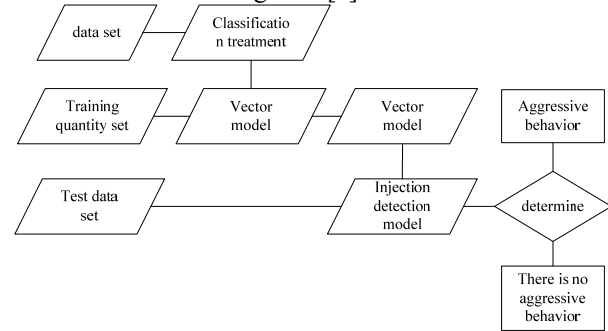 data set
Classificatio
n treatment
Training
quantity set
Vector
model
Vector
model
Aggressive
behavior
Test data
set
Injection
detection
model
determine
There is no
aggressive
behavior